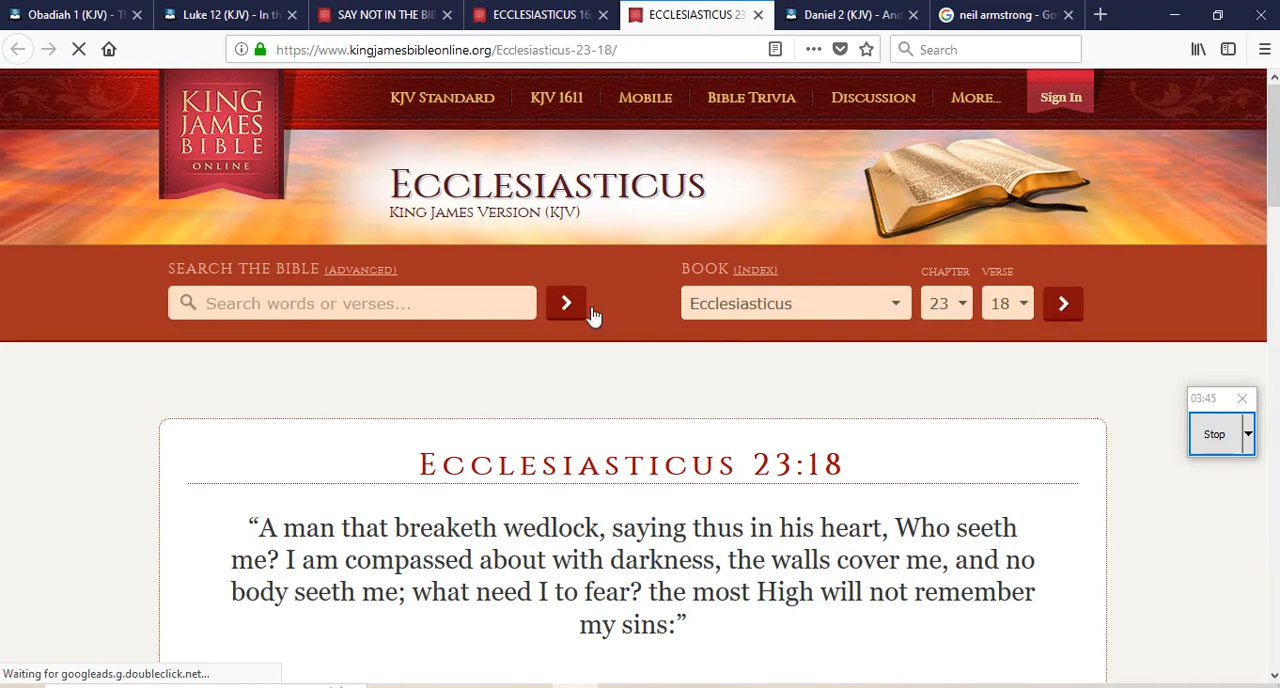 Obadiah 1 (KJV) - Th
Luke 12 (KJV) - In th
SAY NOT IN THE BIB
ECCLESIASTICUS 16:
ECCLESIASTICUS 23
Daniel 2 (KJV) - And
neil armstrong - Go
https://www.kingjamesbibleonline.org/Ecclesiasticus-23-18/
Search
KING JAMES BIBLE ONLINE
KJV Standard KJV 1611 Mobile Bible Trivia Discussion More... Sign In
Ecclesiasticus
King James Version (KJV)
Search the Bible (Advanced)
Book (Index) Chapter Verse
Search words or verses...
Ecclesiasticus 23 18
03:45
Stop
Ecclesiasticus 23:18
“A man that breaketh wedlock, saying thus in his heart, Who seeth
me? I am compassed about with darkness, the walls cover me, and no
body seeth me; what need I to fear? the most High will not remember
my sins:”
Waiting for googleads.g.doubleclick.net...